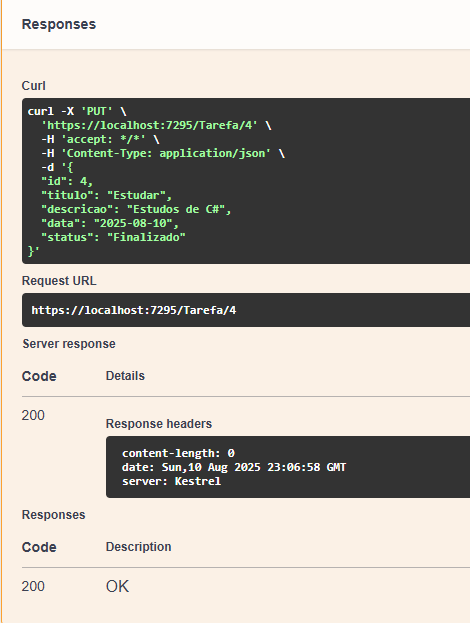 Responses
Curl
curl -X 'PUT' \
  'https://localhost:7295/Tarefa/4' \
  -H 'accept: */*' \
  -H 'Content-Type: application/json' \
  -d '{
  "id": 4,
  "titulo": "Estudar",
  "descricao": "Estudos de C#",
  "data": "2025-08-10",
  "status": "Finalizado"
}'
Request URL
https://localhost:7295/Tarefa/4
Server response
Code Details
200
Response headers
content-length: 0
date: Sun,10 Aug 2025 23:06:58 GMT
server: Kestrel
Responses
Code Description
200 OK